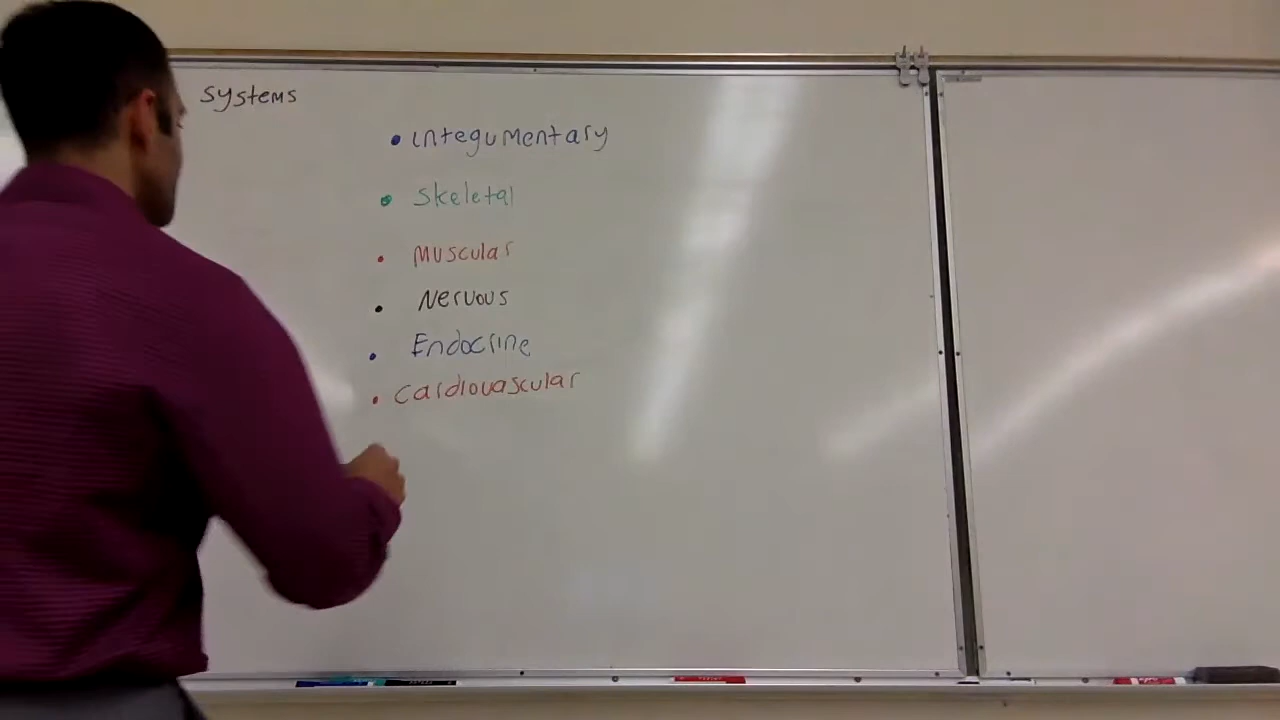 systems
• integumentary
• skeletal
• muscular
• Nervous
• Endocrine
• cardiovascular